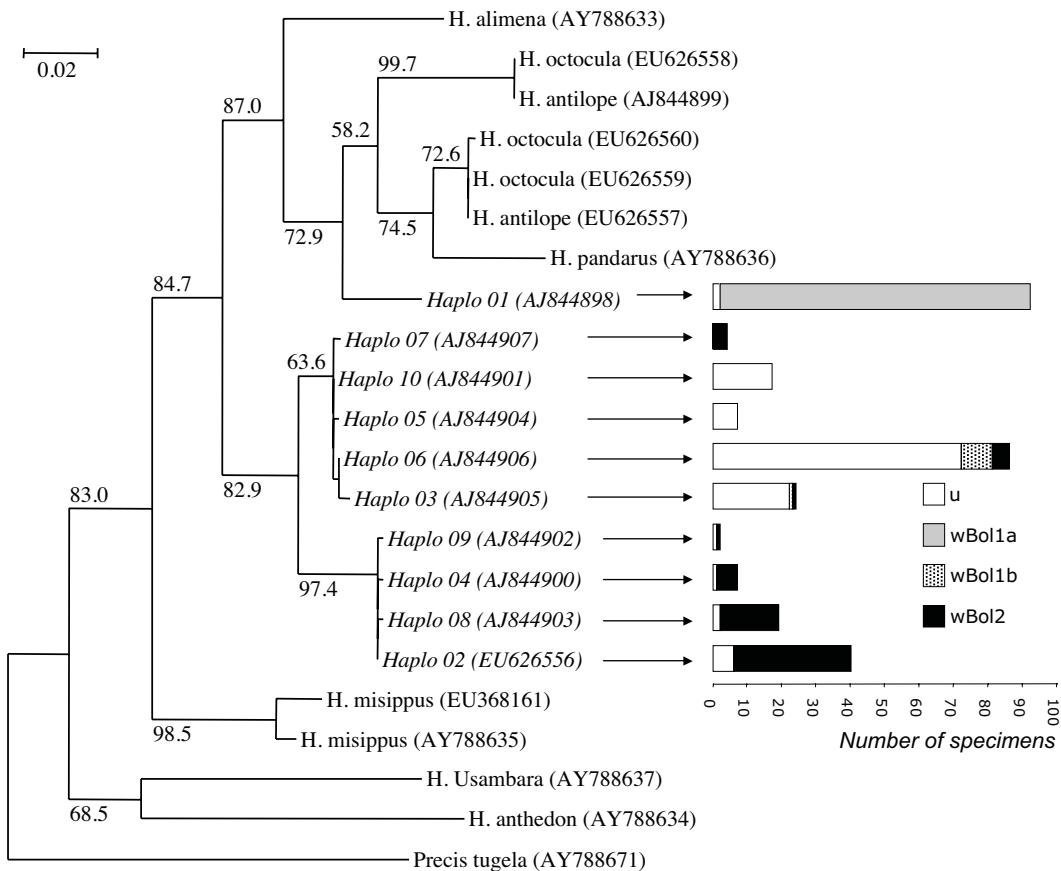 H. alimena (AY788633)
0.02
99.7
H. octocula (EU626558)
H. antilope (AJ844899)
87.0
58.2
H. octocula (EU626560)
72.6
H. octocula (EU626559)
H. antilope (EU626557)
74.5
72.9
H. pandarus (AY788636)
84.7
Haplo 01 (AJ844898)
Haplo 07 (AJ844907)
63.6
Haplo 10 (AJ844901)
Haplo 05 (AJ844904)
Haplo 06 (AJ844906)
82.9
83.0
Haplo 03 (AJ844905)
u
Haplo 09 (AJ844902)
wBol1a
Haplo 04 (AJ844900)
wBol1b
97.4
Haplo 08 (AJ844903)
wBol2
Haplo 02 (EU626556)
0 10 20 30 40 50 60 70 80 90 100
H. misippus (EU368161)
98.5
H. misippus (AY788635)
Number of specimens
H. Usambara (AY788637)
68.5
H. anthedon (AY788634)
Precis tugela (AY788671)